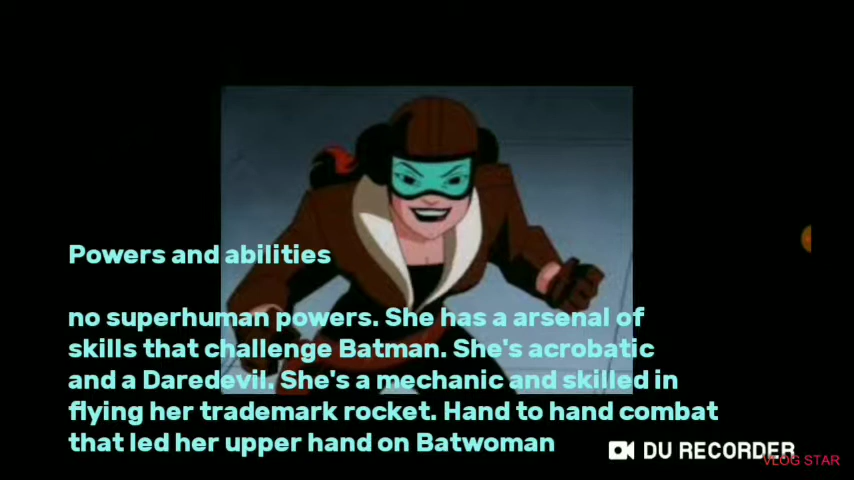 Powers and abilities
no superhuman powers. She has a arsenal of
skills that challenge Batman. She's acrobatic
and a Daredevil. She's a mechanic and skilled in
flying her trademark rocket. Hand to hand combat
that led her upper hand on Batwoman
DU RECORDER
VLOG STAR